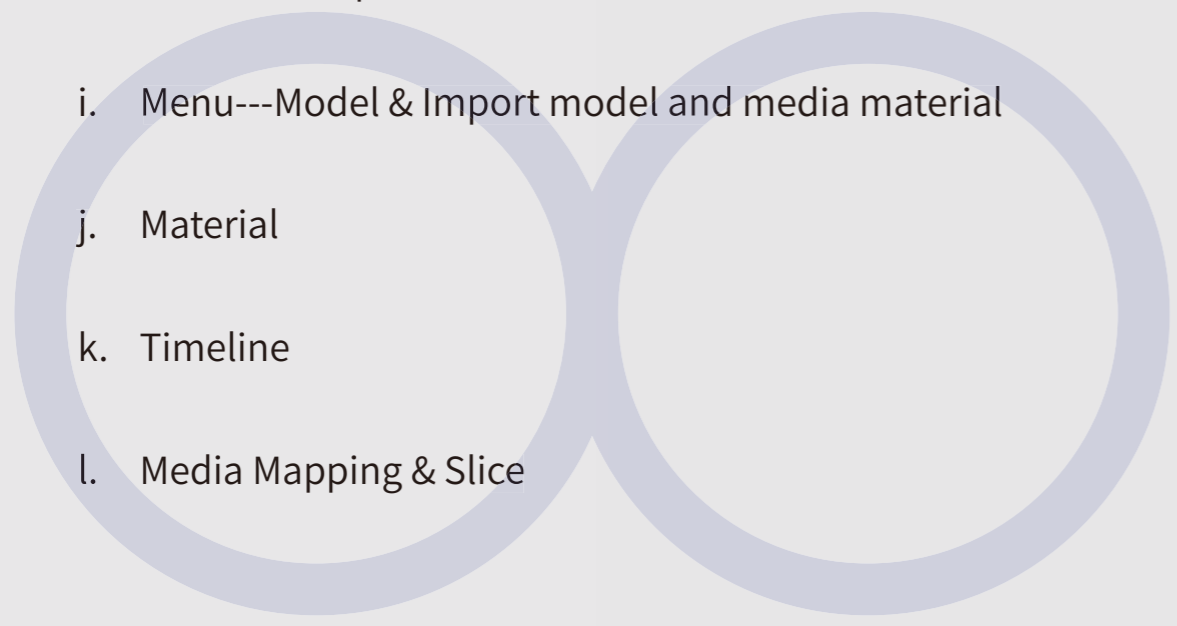 i. Menu---Model & Import model and media material
j. Material
k. Timeline
l. Media Mapping & Slice